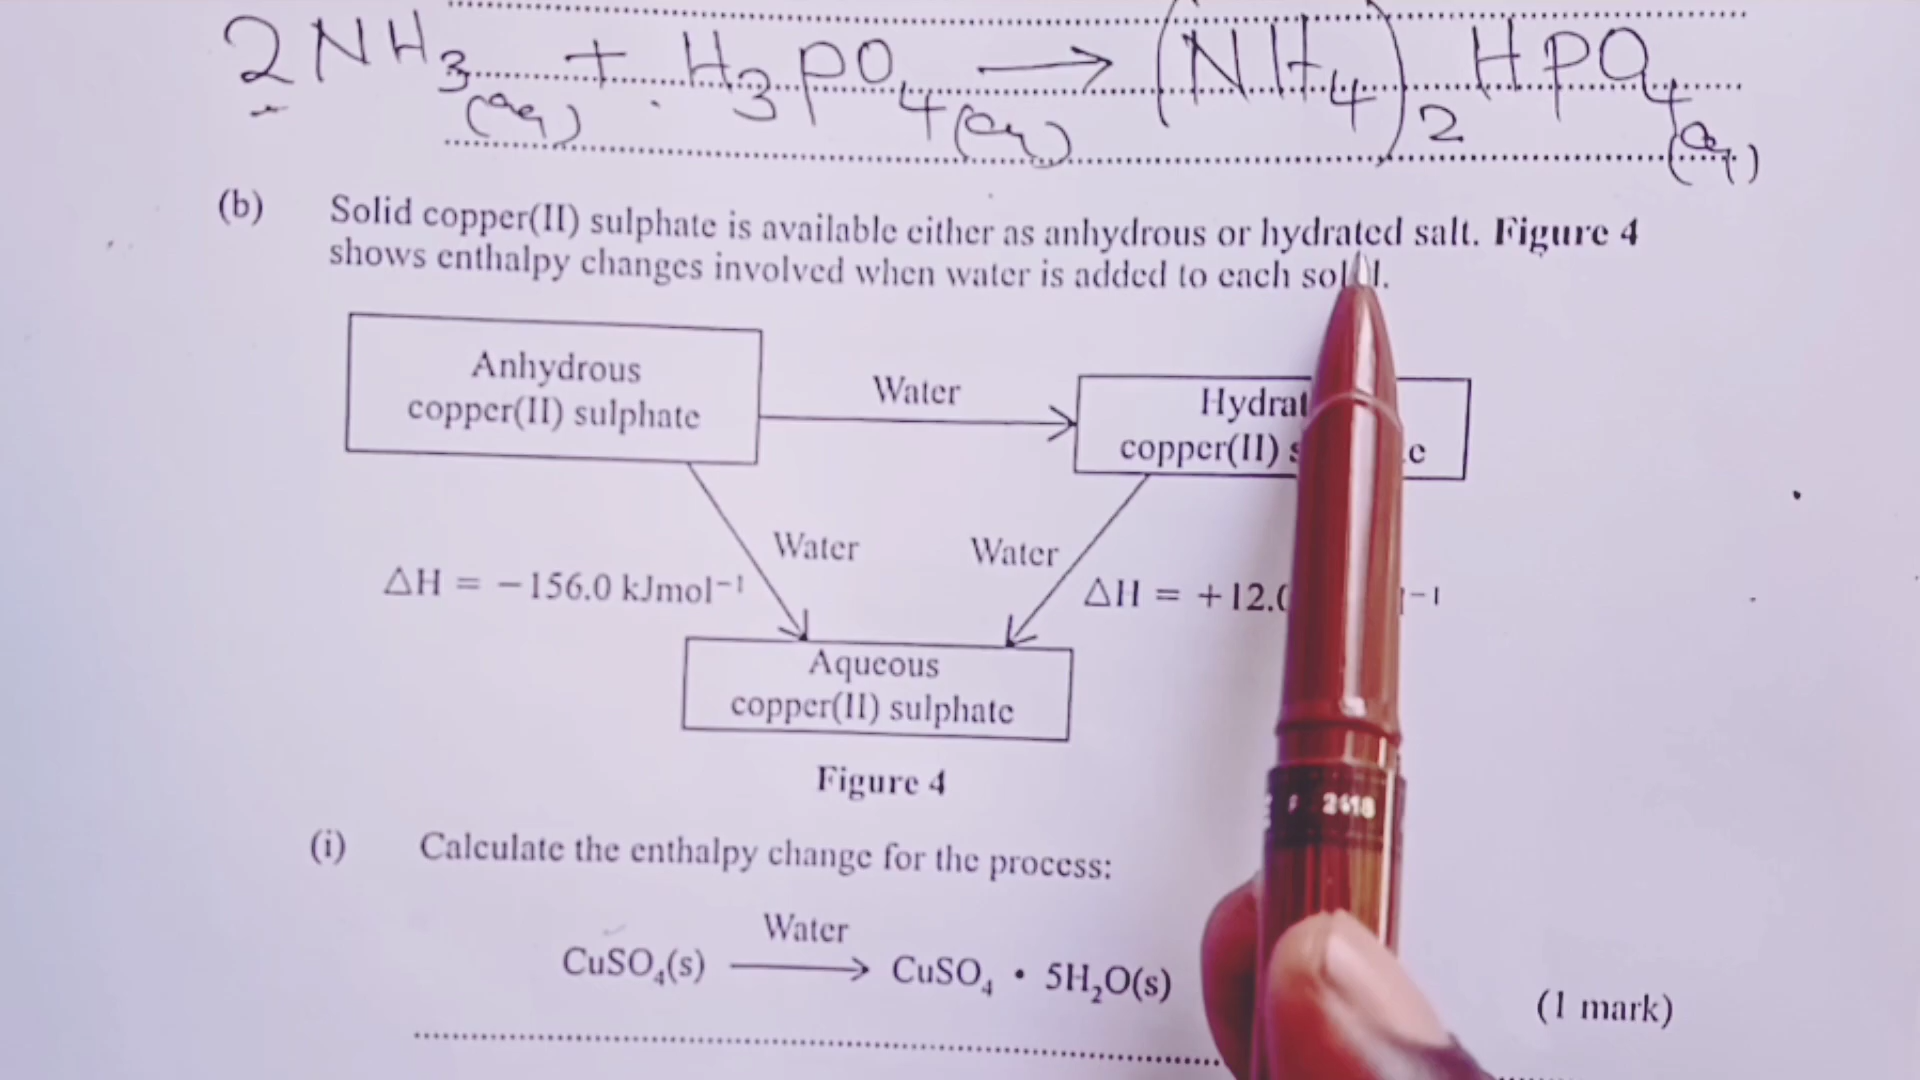 2NH₃(aq) + H₃PO₄(aq) → (NH₄)₂HPO₄(aq)
(b) Solid copper(II) sulphate is available either as anhydrous or hydrated salt. Figure 4
shows enthalpy changes involved when water is added to each
Anhydrous
copper(II) sulphate
Water
Hydrat
copper(II) s e
Water
Water
△H = −156.0 kJmol⁻¹
△H = +12.0
Aqueous
copper(II) sulphate
Figure 4
(i) Calculate the enthalpy change for the process:
Water
CuSO₄(s) → CuSO₄ • 5H₂O(s)
(1 mark)
2618